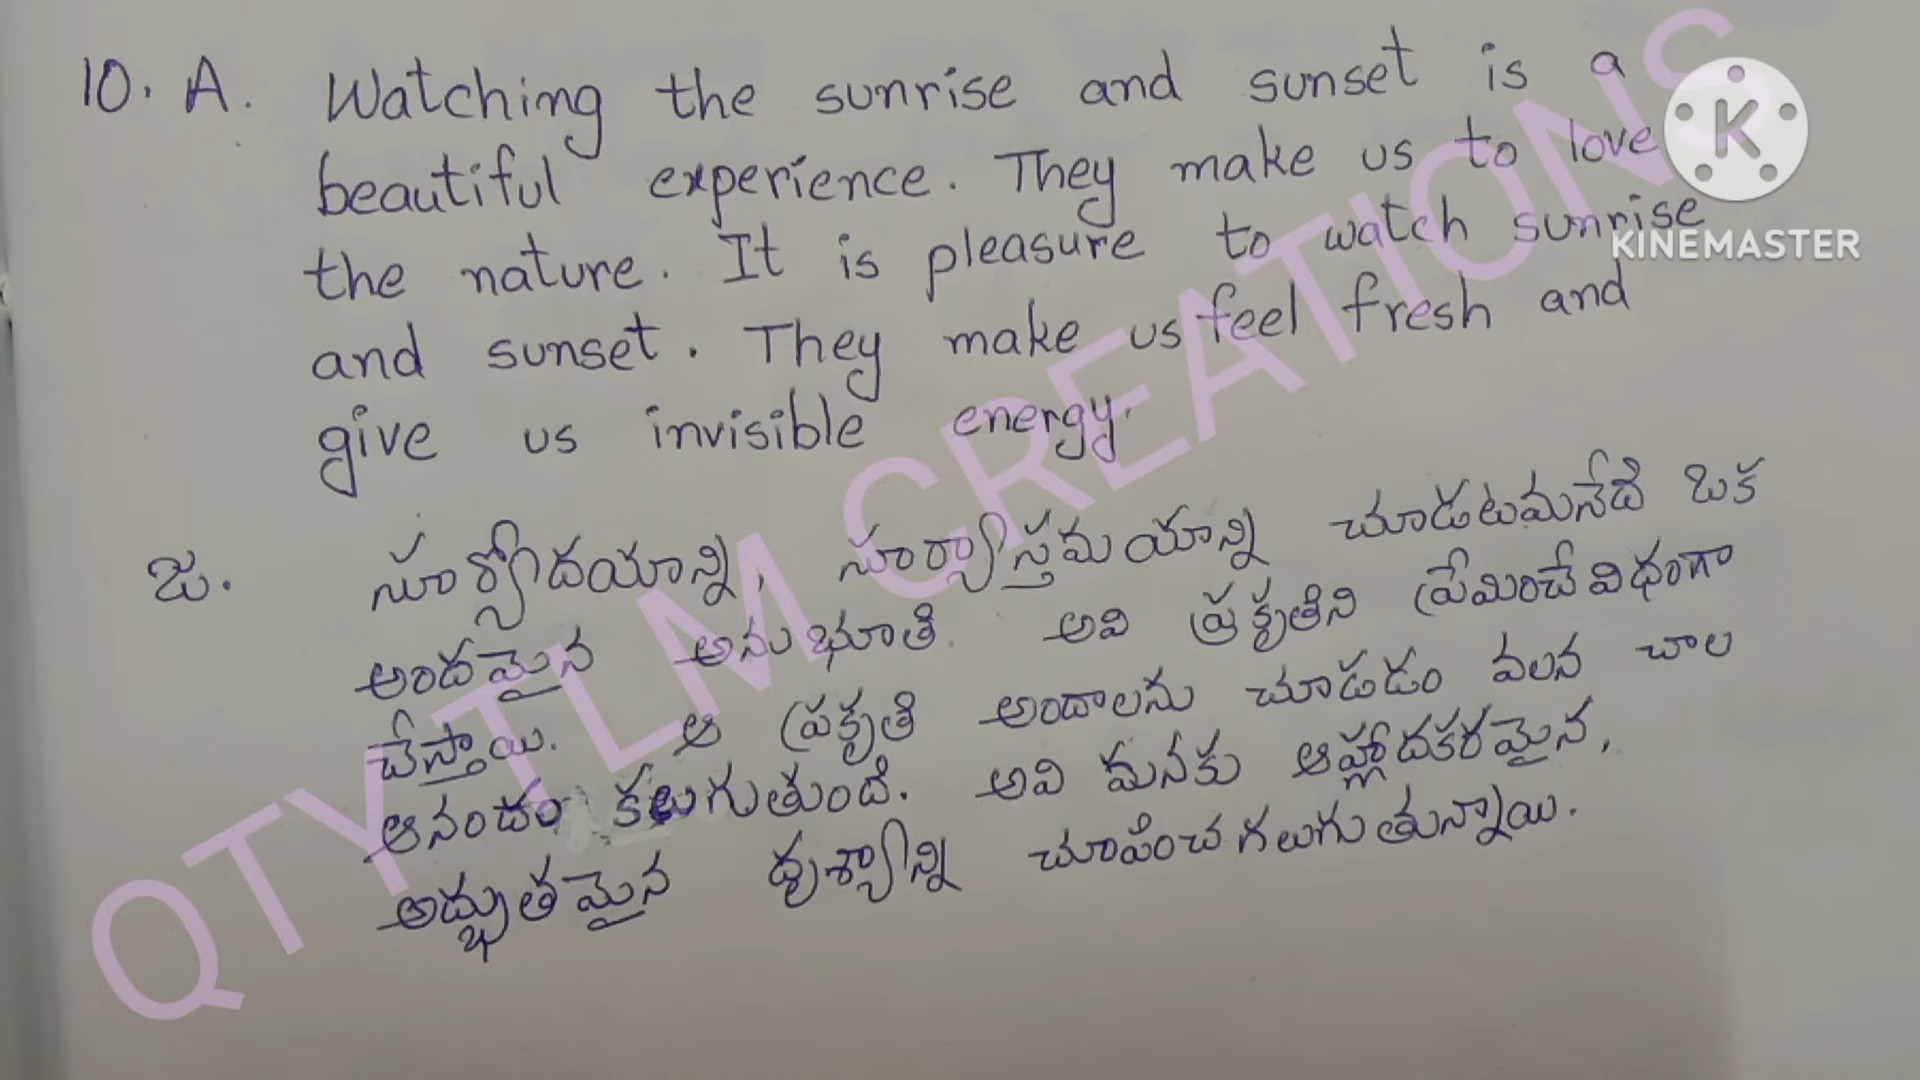 10. A. Watching the sunrise and sunset is a
beautiful experience. They make us to love
the nature. It is pleasure to watch sunrise
and sunset. They make us feel fresh and
give us invisible energy.
జ. సూర్యోదయాన్ని, సూర్యాస్తమయాన్ని చూడటమనేది ఒక
అందమైన అనుభూతి. అవి ప్రకృతిని ప్రేమించేవిధంగా
చేస్తాయి. ఆ ప్రకృతి అందాలను చూడడం వలన చాల
ఆనందం కలుగుతుంది. అవి మనకు ఆహ్లాదకరమైన,
అద్భుతమైన దృశ్యాన్ని చూపించగలుగుతున్నాయి.
K
KINEMASTER
QTY TLM CREATIONS